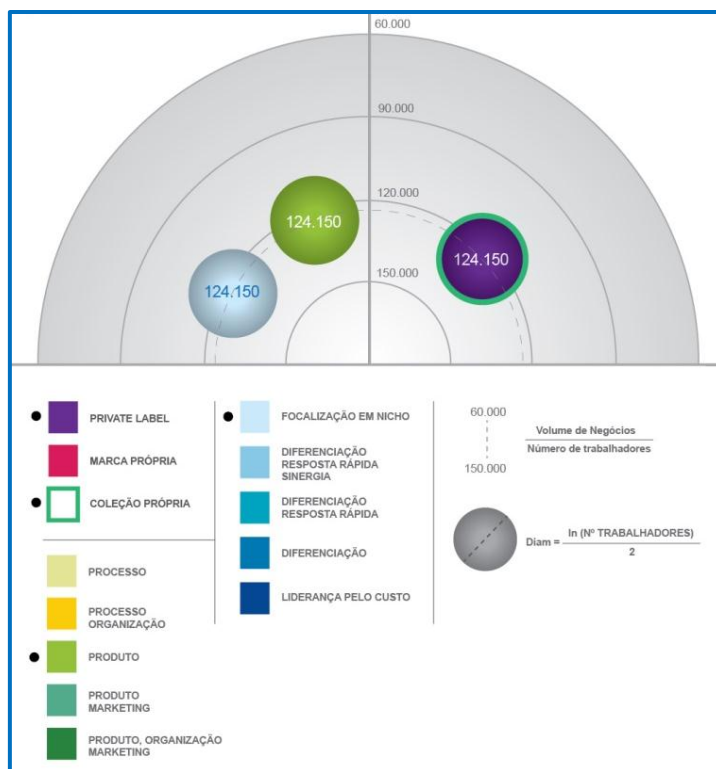 60.000
90.000
120.000
150.000
124.150
124.150
124.150
PRIVATE LABEL
MARCA PRÓPRIA
COLEÇÃO PRÓPRIA
PROCESSO
PROCESSO
ORGANIZAÇÃO
PRODUTO
PRODUTO
MARKETING
PRODUTO, ORGANIZAÇÃO
MARKETING
FOCALIZAÇÃO EM NICHO
DIFERENCIAÇÃO
RESPOSTA RÁPIDA
SINERGIA
DIFERENCIAÇÃO
RESPOSTA RÁPIDA
DIFERENCIAÇÃO
LIDERANÇA PELO CUSTO
60.000
150.000
Volume de Negócios
Número de trabalhadores
Diam = In (Nº TRABALHADORES)
2